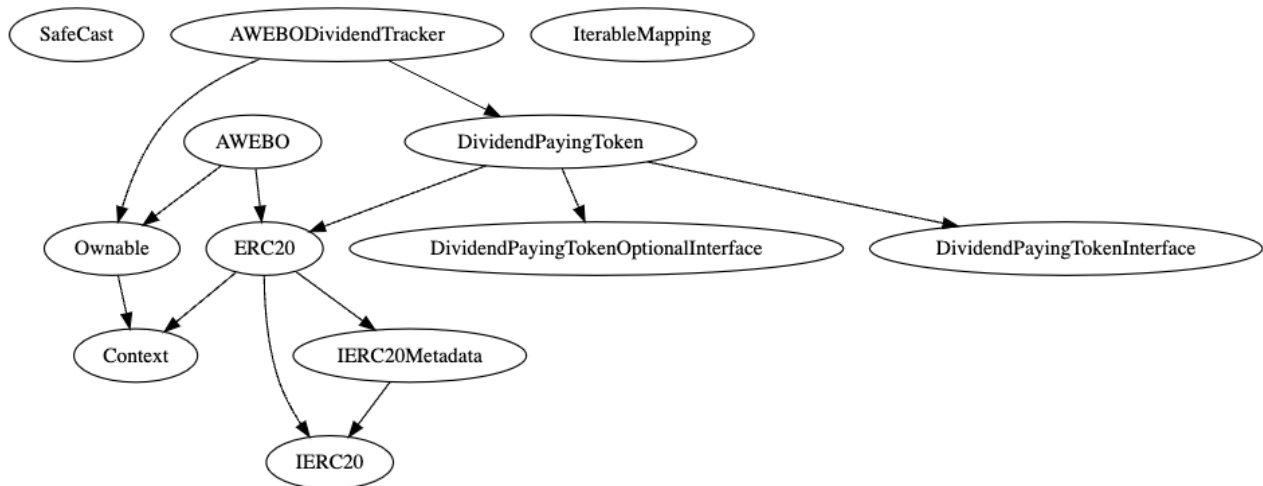 SafeCast
AWEBODividendTracker
IterableMapping
AWEBO
DividendPayingToken
Ownable
ERC20
DividendPayingTokenOptionalInterface
DividendPayingTokenInterface
Context
IERC20Metadata
IERC20